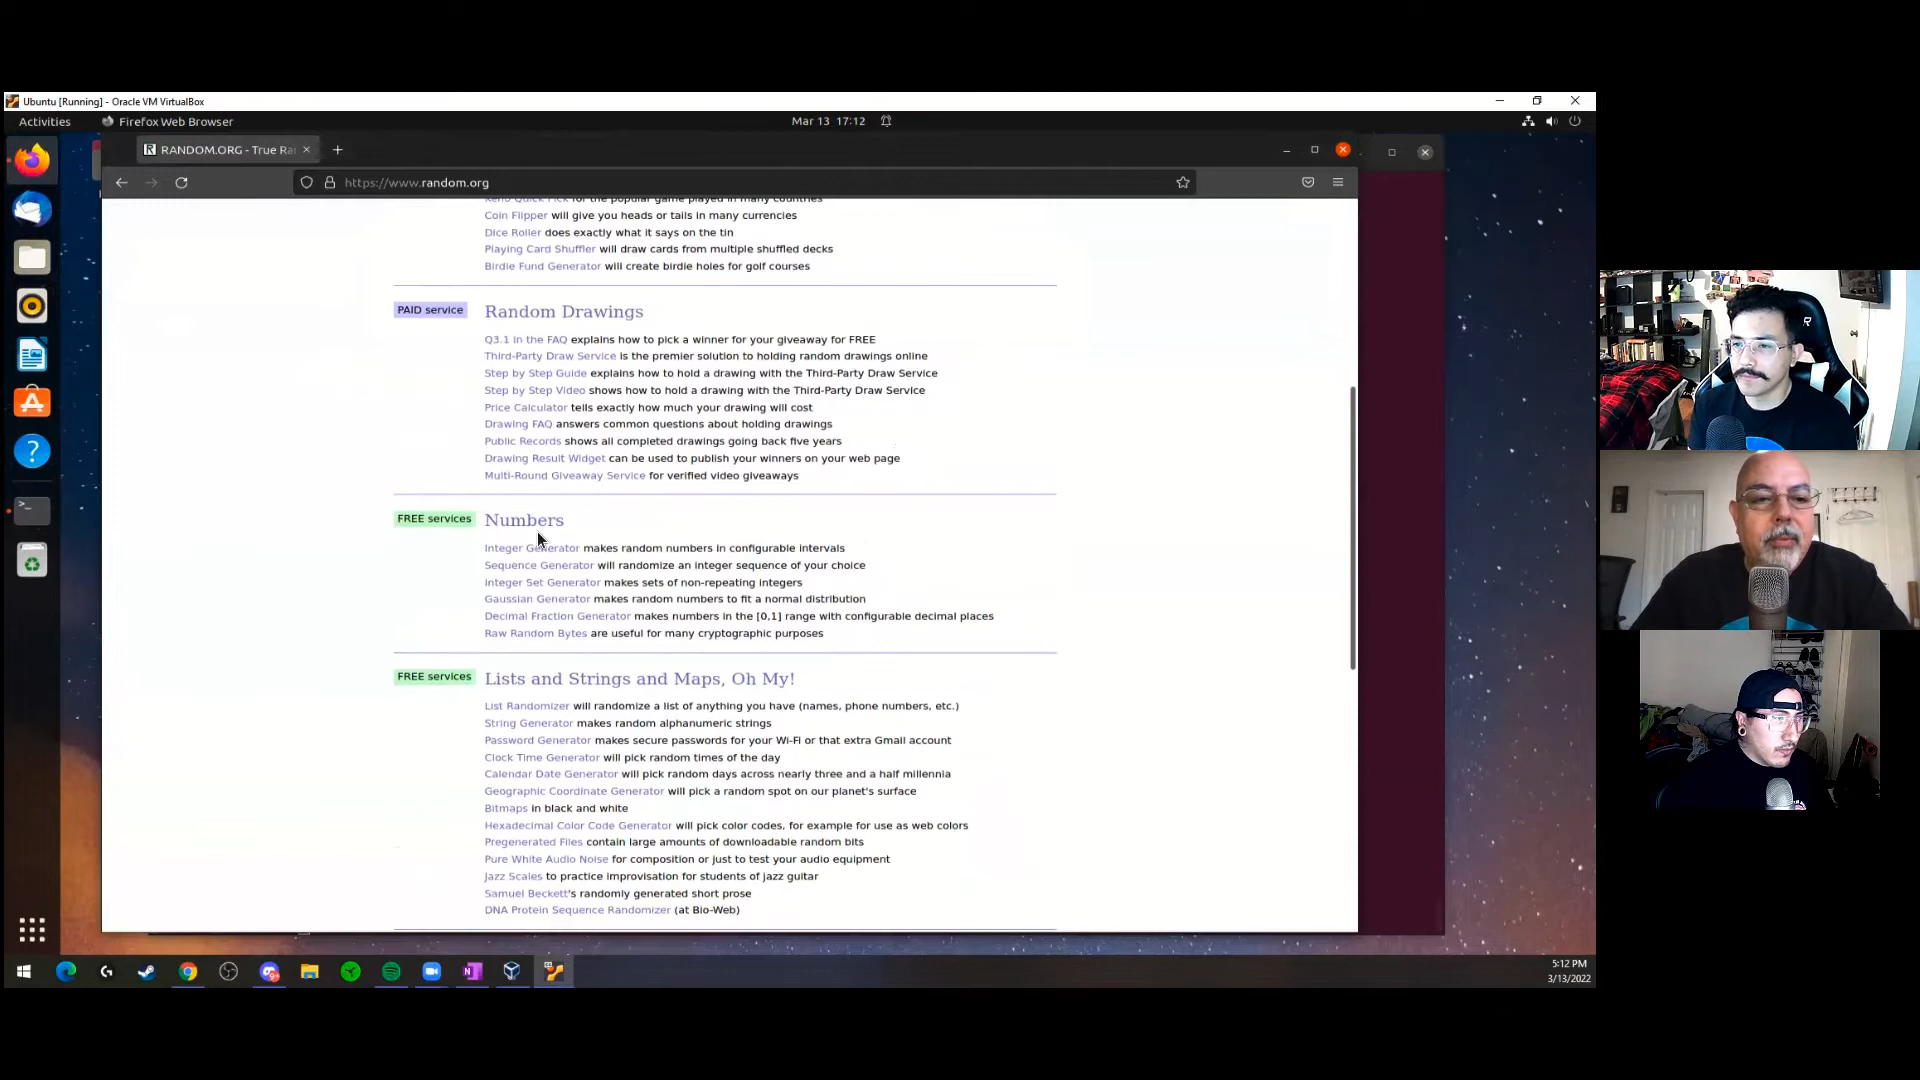 Ubuntu [Running] - Oracle VM VirtualBox
Activities
Firefox Web Browser
Mar 13 17:12
RANDOM.ORG - True Ra
https://www.random.org
Keno Quick Pick for the popular game played in many countries
Coin Flipper will give you heads or tails in many currencies
Dice Roller does exactly what it says on the tin
Playing Card Shuffler will draw cards from multiple shuffled decks
Birdie Fund Generator will create birdie holes for golf courses
PAID service
Random Drawings
Q3.1 in the FAQ explains how to pick a winner for your giveaway for FREE
Third-Party Draw Service is the premier solution to holding random drawings online
Step by Step Guide explains how to hold a drawing with the Third-Party Draw Service
Step by Step Video shows how to hold a drawing with the Third-Party Draw Service
Price Calculator tells exactly how much your drawing will cost
Drawing FAQ answers common questions about holding drawings
Public Records shows all completed drawings going back five years
Drawing Result Widget can be used to publish your winners on your web page
Multi-Round Giveaway Service for verified video giveaways
FREE services
Numbers
Integer Generator makes random numbers in configurable intervals
Sequence Generator will randomize an integer sequence of your choice
Integer Set Generator makes sets of non-repeating integers
Gaussian Generator makes random numbers to fit a normal distribution
Decimal Fraction Generator makes numbers in the [0,1] range with configurable decimal places
Raw Random Bytes are useful for many cryptographic purposes
FREE services
Lists and Strings and Maps, Oh My!
List Randomizer will randomize a list of anything you have (names, phone numbers, etc.)
String Generator makes random alphanumeric strings
Password Generator makes secure passwords for your Wi-Fi or that extra Gmail account
Clock Time Generator will pick random times of the day
Calendar Date Generator will pick random days across nearly three and a half millennia
Geographic Coordinate Generator will pick a random spot on our planet's surface
Bitmaps in black and white
Hexadecimal Color Code Generator will pick color codes, for example for use as web colors
Pregenerated Files contain large amounts of downloadable random bits
Pure White Audio Noise for composition or just to test your audio equipment
Jazz Scales to practice improvisation for students of jazz guitar
Samuel Beckett's randomly generated short prose
DNA Protein Sequence Randomizer (at Bio-Web)
5:12 PM
3/13/2022